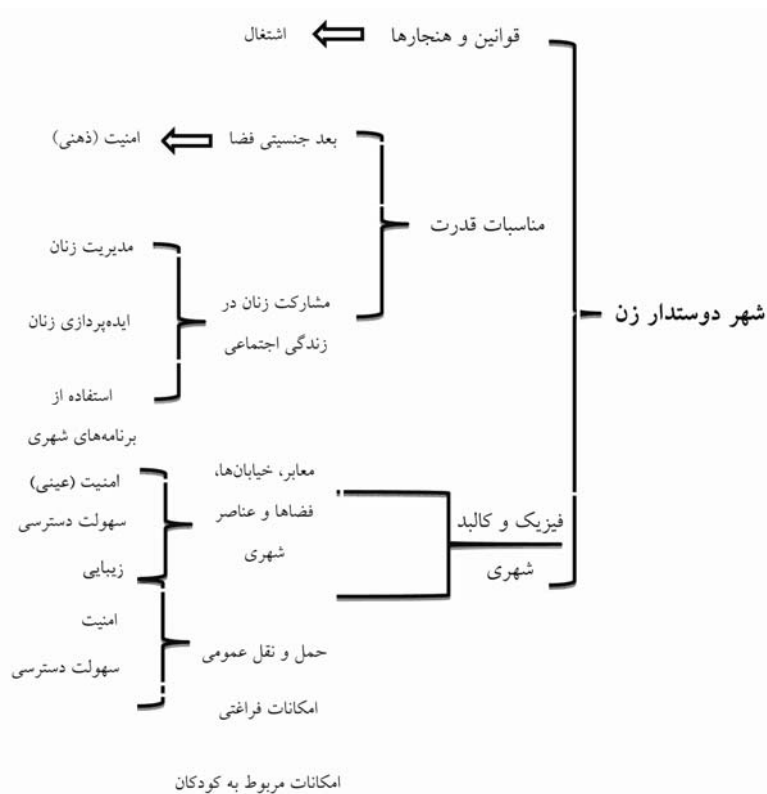 قوانین و هنجارها
اشتغال
بعد جنسیتی فضا
امنیت (ذهنی)
مناسبات قدرت
مدیریت زنان
مشارکت زنان در
زندگی اجتماعی
ایده‌پردازی زنان
استفاده از
برنامه‌های شهری
شهر دوستدار زن
معابر، خیابان‌ها،
فضاها و عناصر
شهری
امنیت (عینی)
سهولت دسترسی
زیبایی
فیزیک و کالبد
شهری
امنیت
سهولت دسترسی
حمل و نقل عمومی
امکانات فراغتی
امکانات مربوط به کودکان